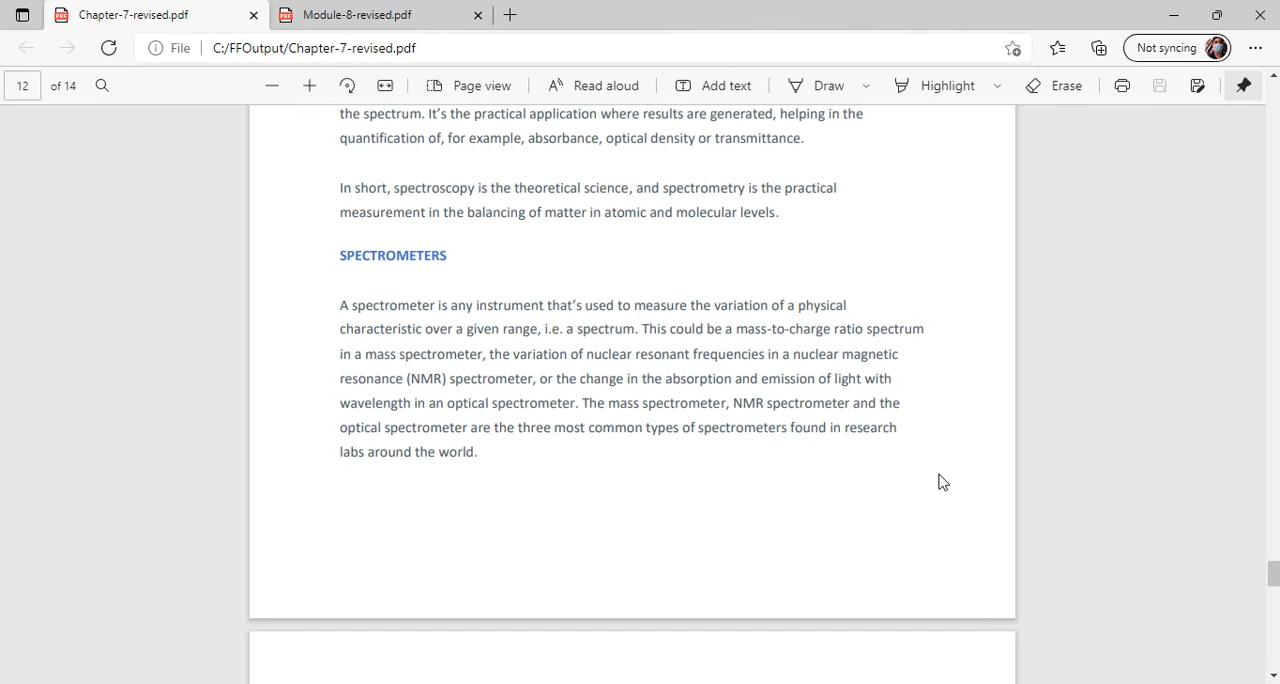 Chapter-7-revised.pdf
Module-8-revised.pdf
File
C:/FFOutput/Chapter-7-revised.pdf
Not syncing
12 of 14
Page view
Read aloud
Add text
Draw
Highlight
Erase
the spectrum. It's the practical application where results are generated, helping in the
quantification of, for example, absorbance, optical density or transmittance.
In short, spectroscopy is the theoretical science, and spectrometry is the practical
measurement in the balancing of matter in atomic and molecular levels.
SPECTROMETERS
A spectrometer is any instrument that's used to measure the variation of a physical
characteristic over a given range, i.e. a spectrum. This could be a mass-to-charge ratio spectrum
in a mass spectrometer, the variation of nuclear resonant frequencies in a nuclear magnetic
resonance (NMR) spectrometer, or the change in the absorption and emission of light with
wavelength in an optical spectrometer. The mass spectrometer, NMR spectrometer and the
optical spectrometer are the three most common types of spectrometers found in research
labs around the world.